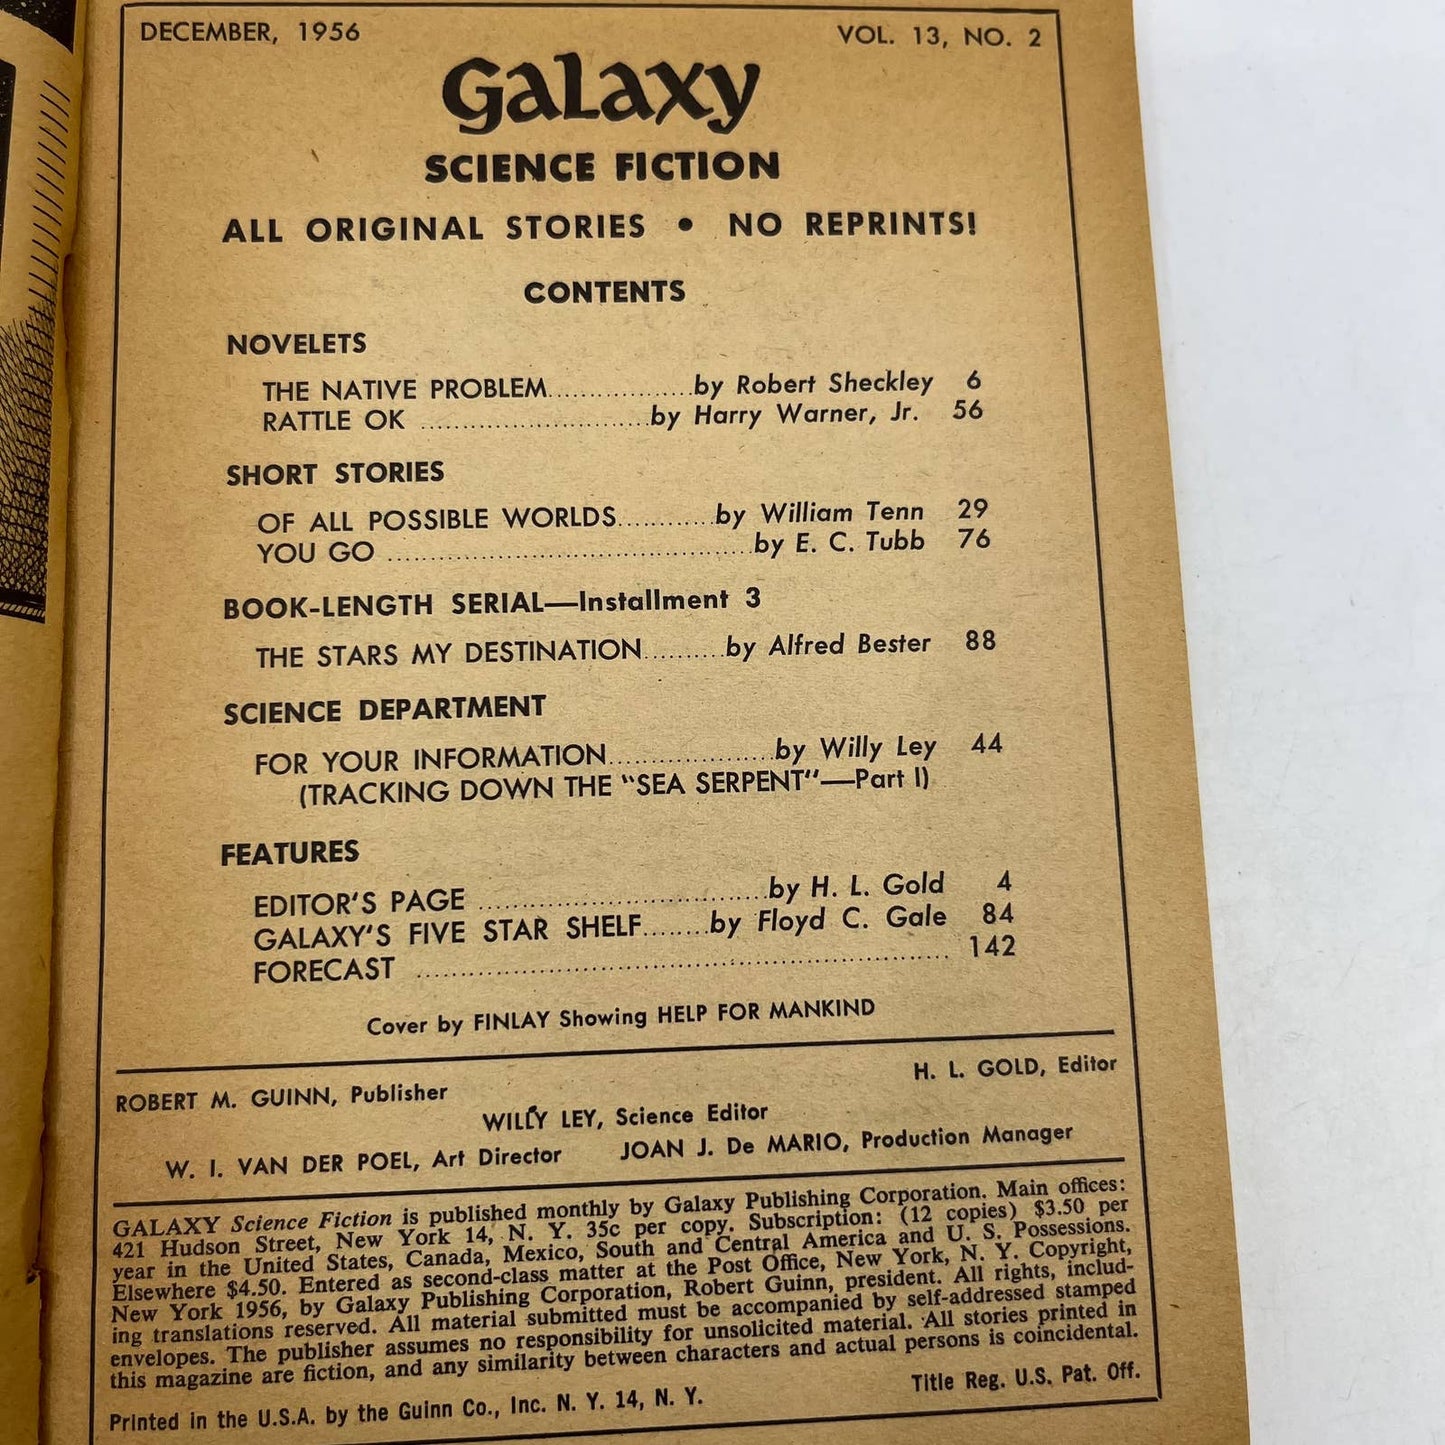 DECEMBER, 1956 VOL. 13, NO. 2
Galaxy
SCIENCE FICTION
ALL ORIGINAL STORIES • NO REPRINTS!
CONTENTS
NOVELETS
THE NATIVE PROBLEM..................by Robert Sheckley 6
RATTLE OK ............................by Harry Warner, Jr. 56
SHORT STORIES
OF ALL POSSIBLE WORLDS............by William Tenn 29
YOU GO .............................................by E. C. Tubb 76
BOOK-LENGTH SERIAL—Installment 3
THE STARS MY DESTINATION..........by Alfred Bester 88
SCIENCE DEPARTMENT
FOR YOUR INFORMATION....................by Willy Ley 44
(TRACKING DOWN THE "SEA SERPENT"—Part I)
FEATURES
EDITOR'S PAGE ..................................by H. L. Gold 4
GALAXY'S FIVE STAR SHELF........by Floyd C. Gale 84
FORECAST .................................................................. 142
Cover by FINLAY Showing HELP FOR MANKIND
ROBERT M. GUINN, Publisher H. L. GOLD, Editor
WILLY LEY, Science Editor
W. I. VAN DER POEL, Art Director JOAN J. De MARIO, Production Manager
GALAXY Science Fiction is published monthly by Galaxy Publishing Corporation. Main offices:
421 Hudson Street, New York 14, N. Y. 35c per copy. Subscription: (12 copies) $3.50 per
year in the United States, Canada, Mexico, South and Central America and U. S. Possessions.
Elsewhere $4.50. Entered as second-class matter at the Post Office, New York, N. Y. Copyright,
New York 1956, by Galaxy Publishing Corporation, Robert Guinn, president. All rights, includ-
ing translations reserved. All material submitted must be accompanied by self-addressed stamped
envelopes. The publisher assumes no responsibility for unsolicited material. All stories printed in
this magazine are fiction, and any similarity between characters and actual persons is coincidental.
Printed in the U.S.A. by the Guinn Co., Inc. N. Y. 14, N. Y. Title Reg. U.S. Pat. Off.